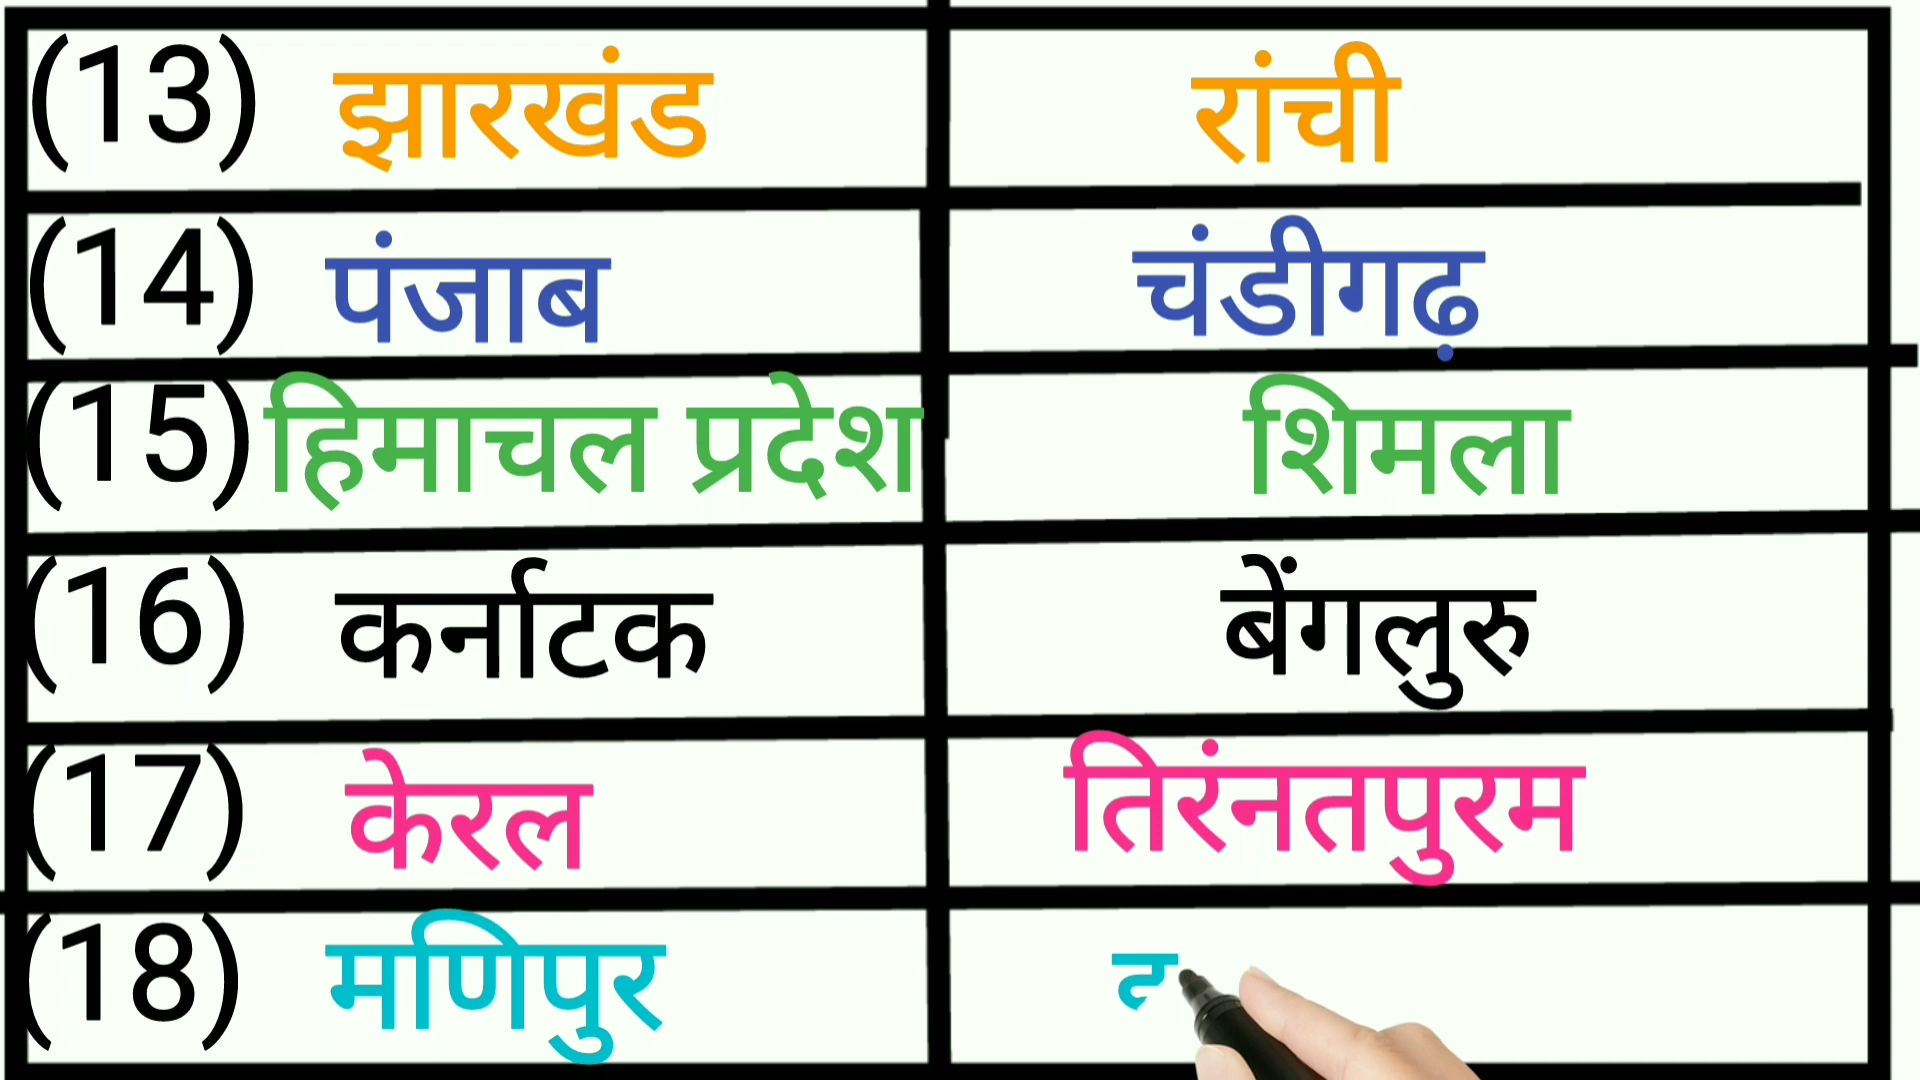 (13) झारखंड रांची
(14) पंजाब चंडीगढ़
(15) हिमाचल प्रदेश शिमला
(16) कर्नाटक बेंगलुरु
(17) केरल तिरंनतपुरम
(18) मणिपुर